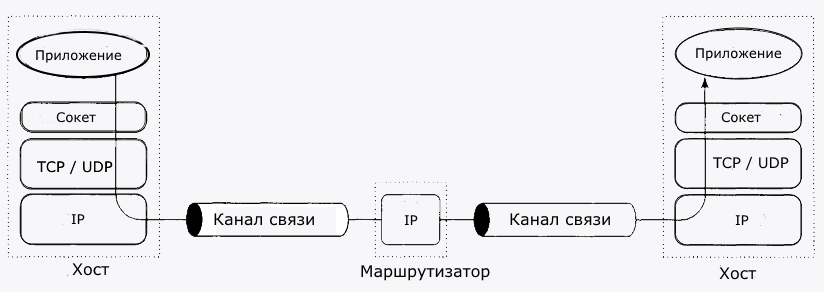 Приложение
Сокет
TCP / UDP
IP
Хост
Канал связи
IP
Маршрутизатор
Канал связи
Приложение
Сокет
TCP / UDP
IP
Хост